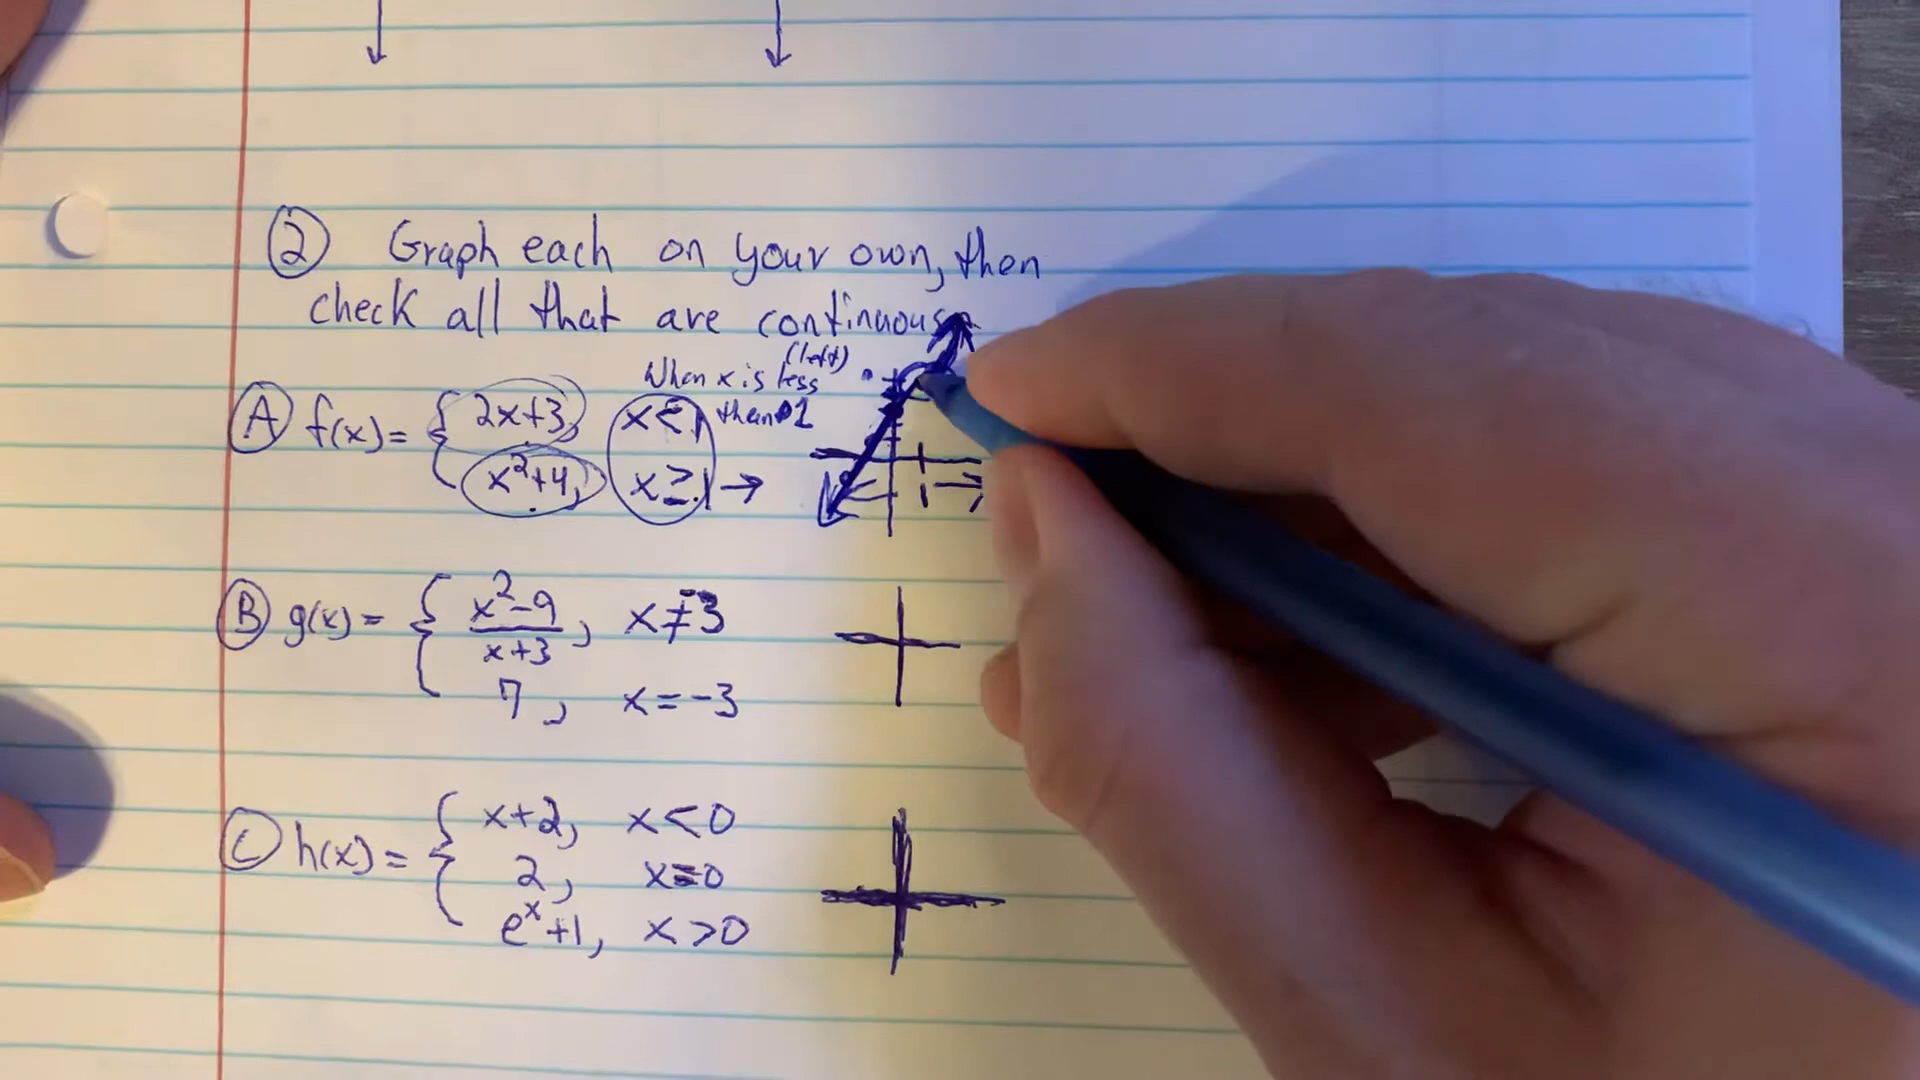 ② Graph each on your own, then
check all that are continuous
(left)
When x is less
than 1
Ⓐ f(x) = { 2x+3, x<1
x²+4, x≥1 →
1
Ⓑ g(x) = { x²-9 / x+3, x≠-3
7, x=-3
Ⓒ h(x) = { x+2, x<0
2, x=0
eˣ+1, x>0